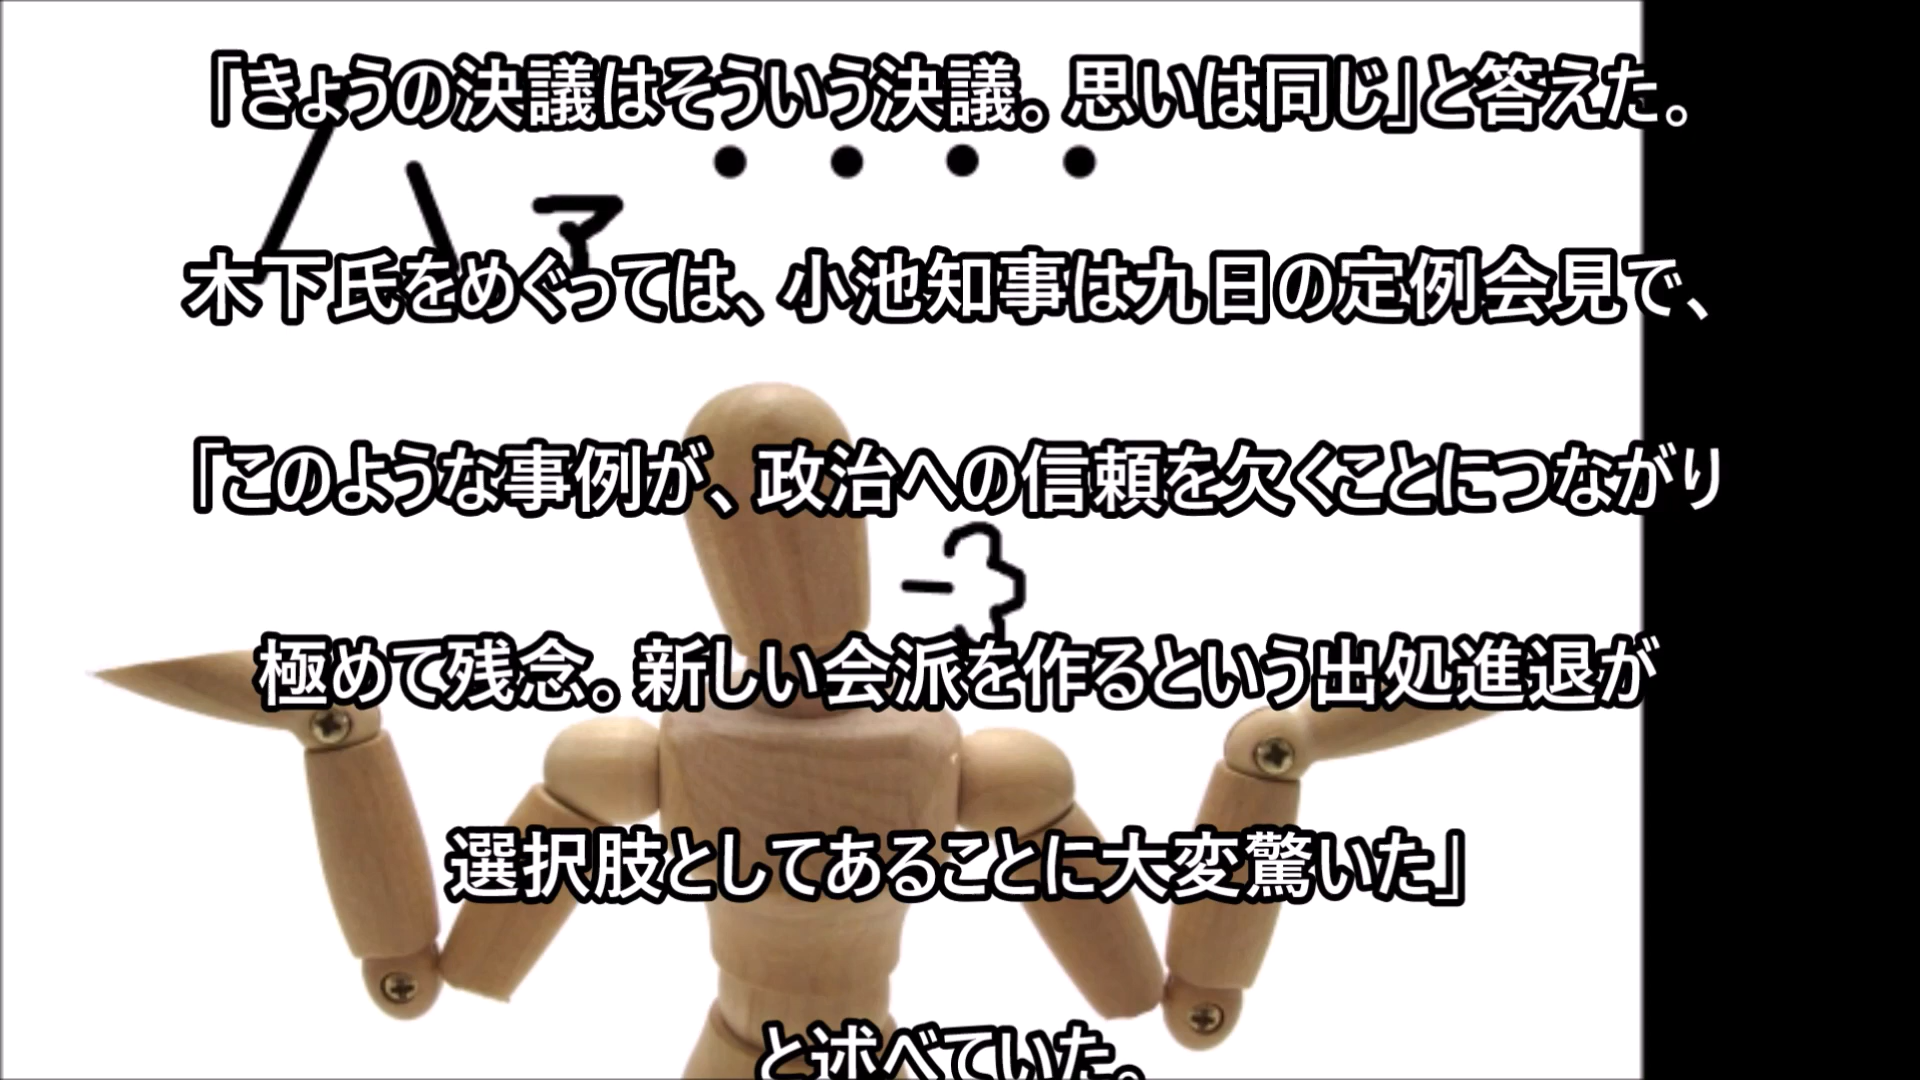 「きょうの決議はそういう決議。思いは同じ」と答えた。
ハァ・・・・
木下氏をめぐっては、小池知事は九日の定例会見で、
「このような事例が、政治への信頼を欠くことにつながり
極めて残念。新しい会派を作るという出処進退が
選択肢としてあることに大変驚いた」
と述べていた。